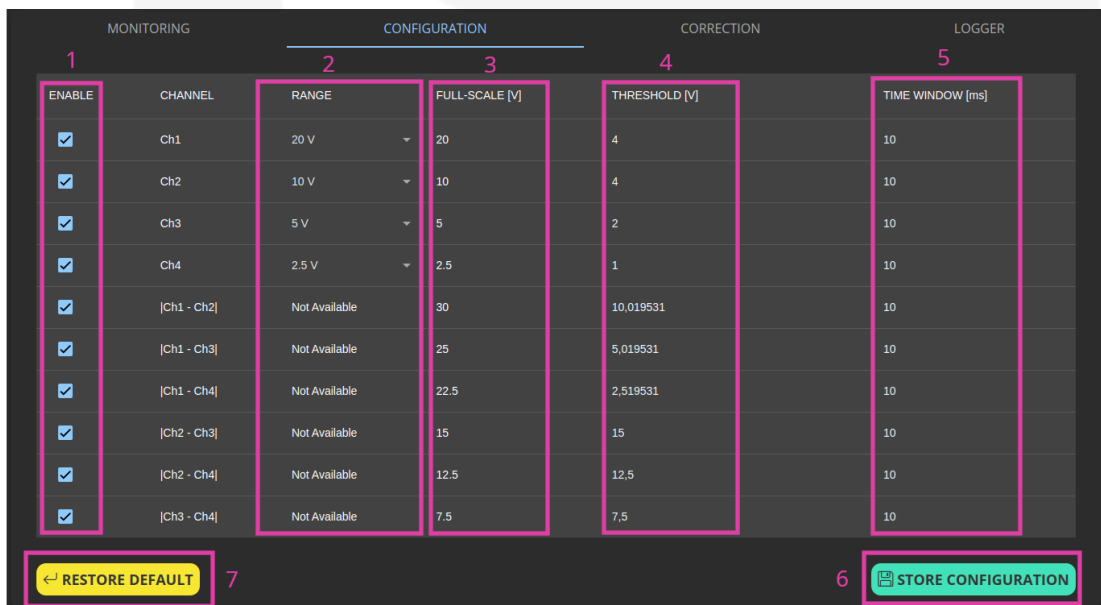 MONITORING CONFIGURATION CORRECTION LOGGER
1 2 3 4 5
ENABLE CHANNEL RANGE FULL-SCALE [V] THRESHOLD [V] TIME WINDOW [ms]
Ch1 20 V 20 4 10
Ch2 10 V 10 4 10
Ch3 5 V 5 2 10
Ch4 2.5 V 2.5 1 10
|Ch1 - Ch2| Not Available 30 10,019531 10
|Ch1 - Ch3| Not Available 25 5,019531 10
|Ch1 - Ch4| Not Available 22.5 2,519531 10
|Ch2 - Ch3| Not Available 15 15 10
|Ch2 - Ch4| Not Available 12.5 12,5 10
|Ch3 - Ch4| Not Available 7.5 7,5 10
RESTORE DEFAULT 7 6 STORE CONFIGURATION